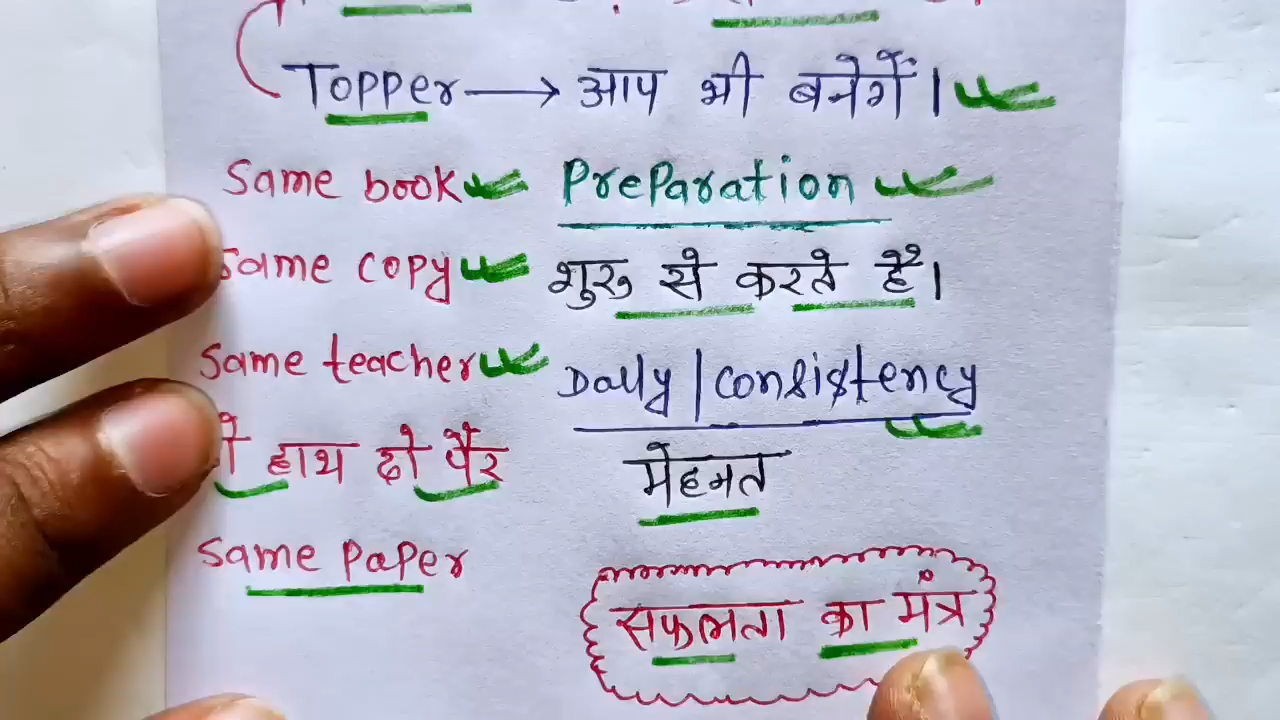 Topper → आप भी बनेगें।
Same book Preparation
Same copy शुरू से करते है।
Same teacher Daily | consistency
हाथ दो पैर
मेहनत
Same paper
सफलता का मंत्र